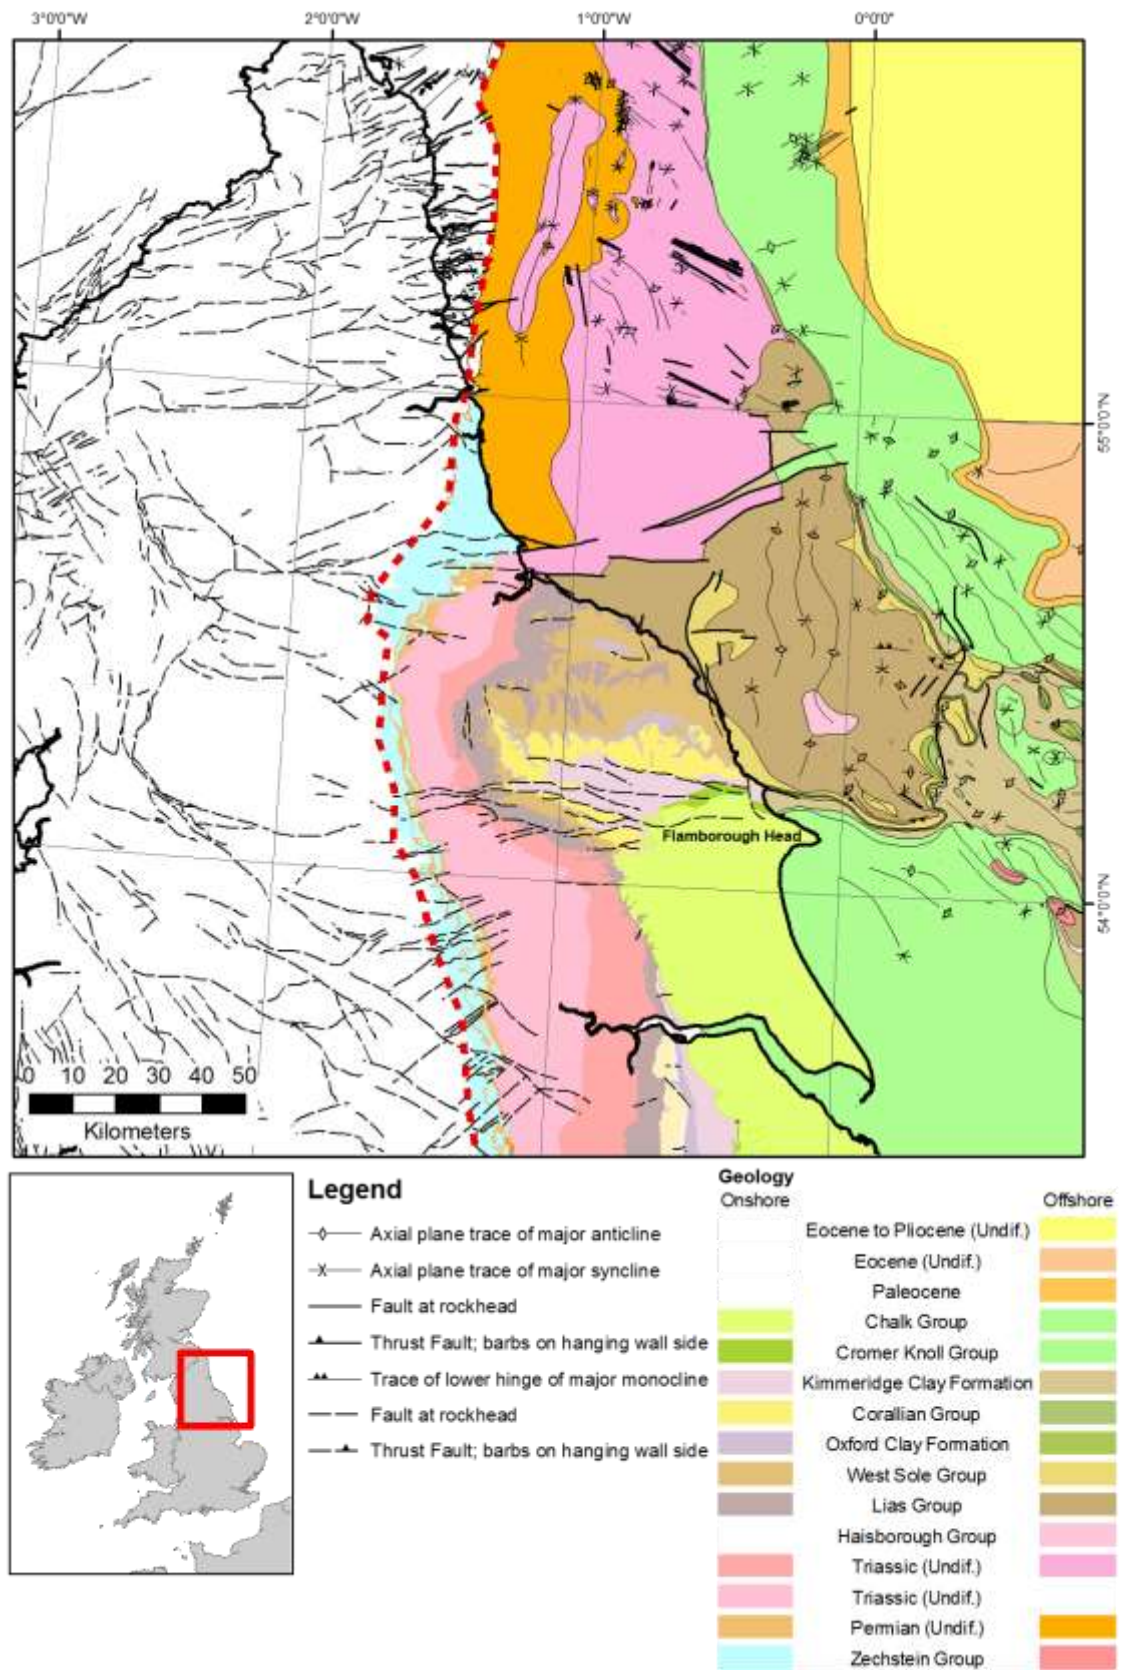 3°0'0"W 2°0'0"W 1°0'0"W 0°0'0"
55°0'0"N
Flamborough Head
54°0'0"N
0 10 20 30 40 50
Kilometers
Legend
Axial plane trace of major anticline
Axial plane trace of major syncline
Fault at rockhead
Thrust Fault; barbs on hanging wall side
Trace of lower hinge of major monocline
Fault at rockhead
Thrust Fault; barbs on hanging wall side
Geology
Onshore Offshore
Eocene to Pliocene (Undif.)
Eocene (Undif.)
Paleocene
Chalk Group
Cromer Knoll Group
Kimmeridge Clay Formation
Corallian Group
Oxford Clay Formation
West Sole Group
Lias Group
Haisborough Group
Triassic (Undif.)
Triassic (Undif.)
Permian (Undif.)
Zechstein Group